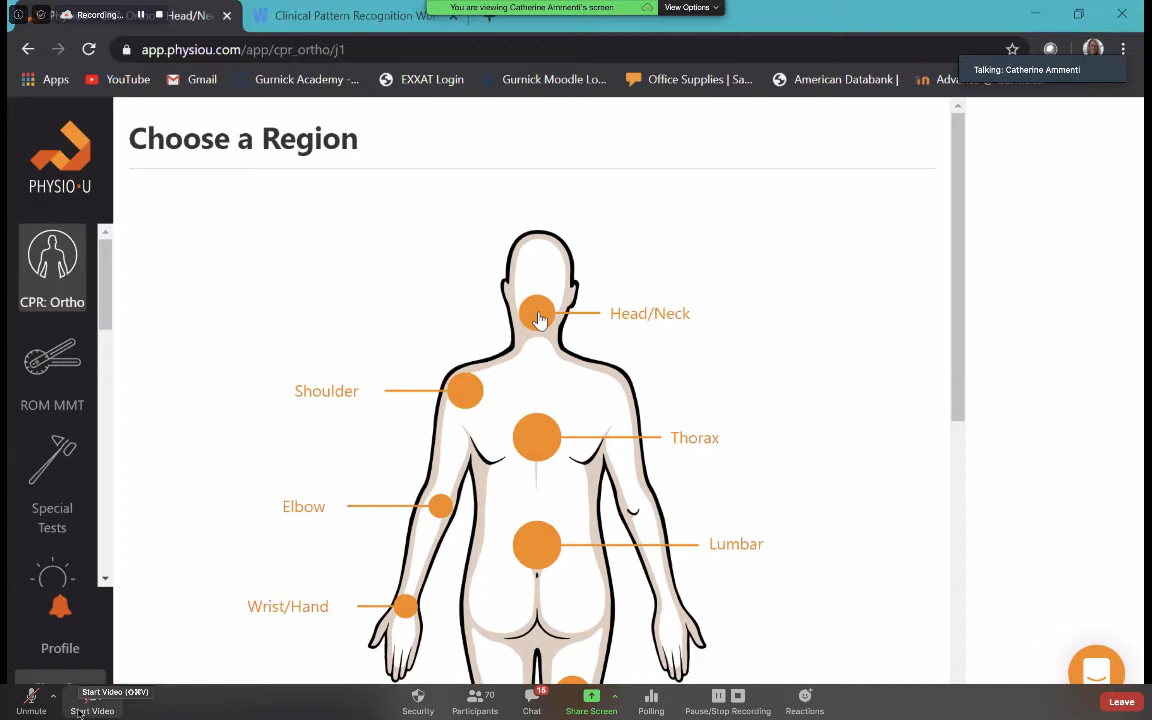 Recording...
Head/Ne
Clinical Pattern Recognition Wo
You are viewing Catherine Ammenti's screen
View Options
app.physiou.com/app/cpr_ortho/j1
Apps
YouTube
Gmail
Gurnick Academy -...
EXXAT Login
Gurnick Moodle Lo...
Office Supplies | Sa...
American Databank |
in
Talking: Catherine Ammenti
PHYSIO·U
Choose a Region
CPR: Ortho
ROM MMT
Special
Tests
Profile
Head/Neck
Shoulder
Thorax
Elbow
Lumbar
Wrist/Hand
Start Video (⇧⌘V)
Unmute
Start Video
Security
70
Participants
15
Chat
Share Screen
Polling
Pause/Stop Recording
Reactions
Leave